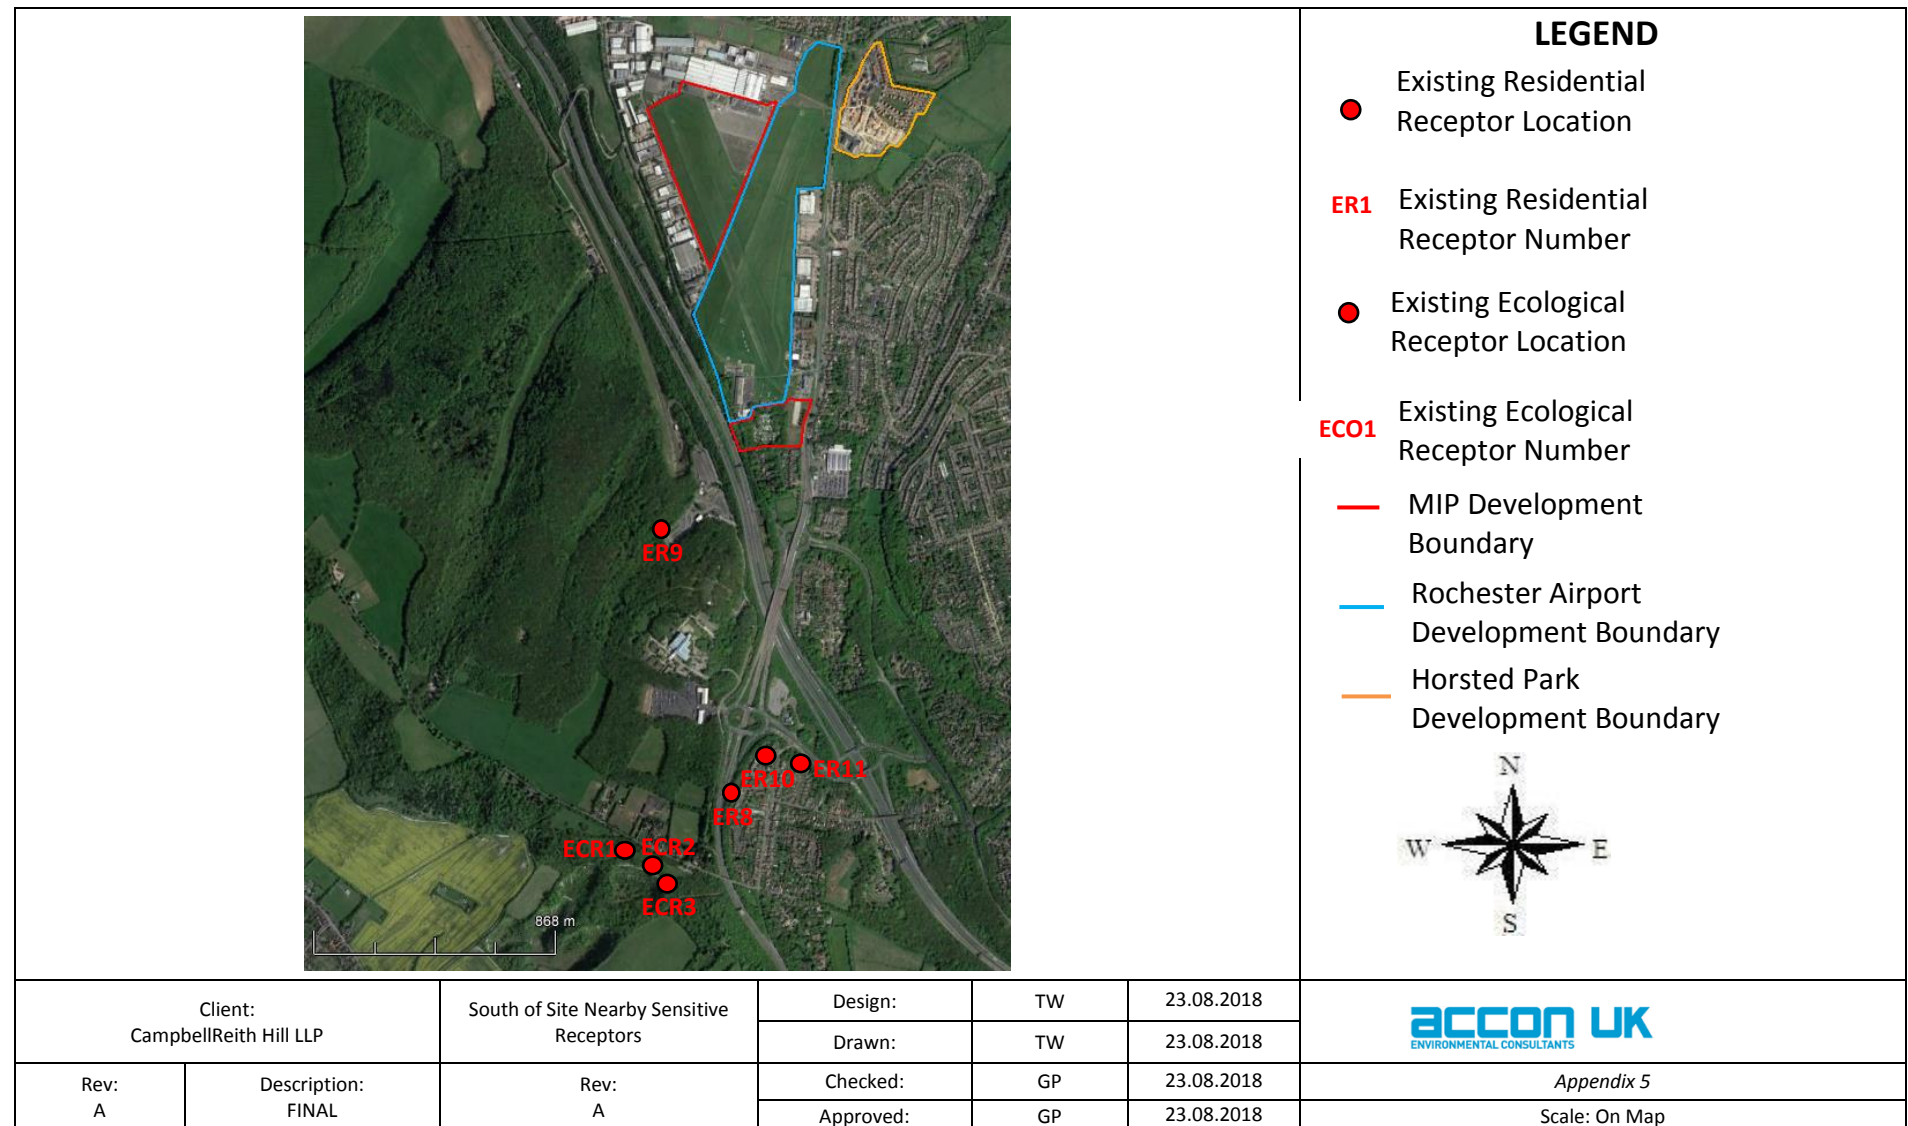 LEGEND
Existing Residential
Receptor Location
ER1 Existing Residential
Receptor Number
Existing Ecological
Receptor Location
ECO1 Existing Ecological
Receptor Number
MIP Development
Boundary
Rochester Airport
Development Boundary
Horsted Park
Development Boundary
N
W E
S
ER9
ER10
ER11
ER8
ECR1
ECR2
ECR3
868 m
Client:
CampbellReith Hill LLP
South of Site Nearby Sensitive
Receptors
Design: TW 23.08.2018
Drawn: TW 23.08.2018
accon UK
ENVIRONMENTAL CONSULTANTS
Rev:
A
Description:
FINAL
Rev:
A
Checked: GP 23.08.2018
Approved: GP 23.08.2018
Appendix 5
Scale: On Map